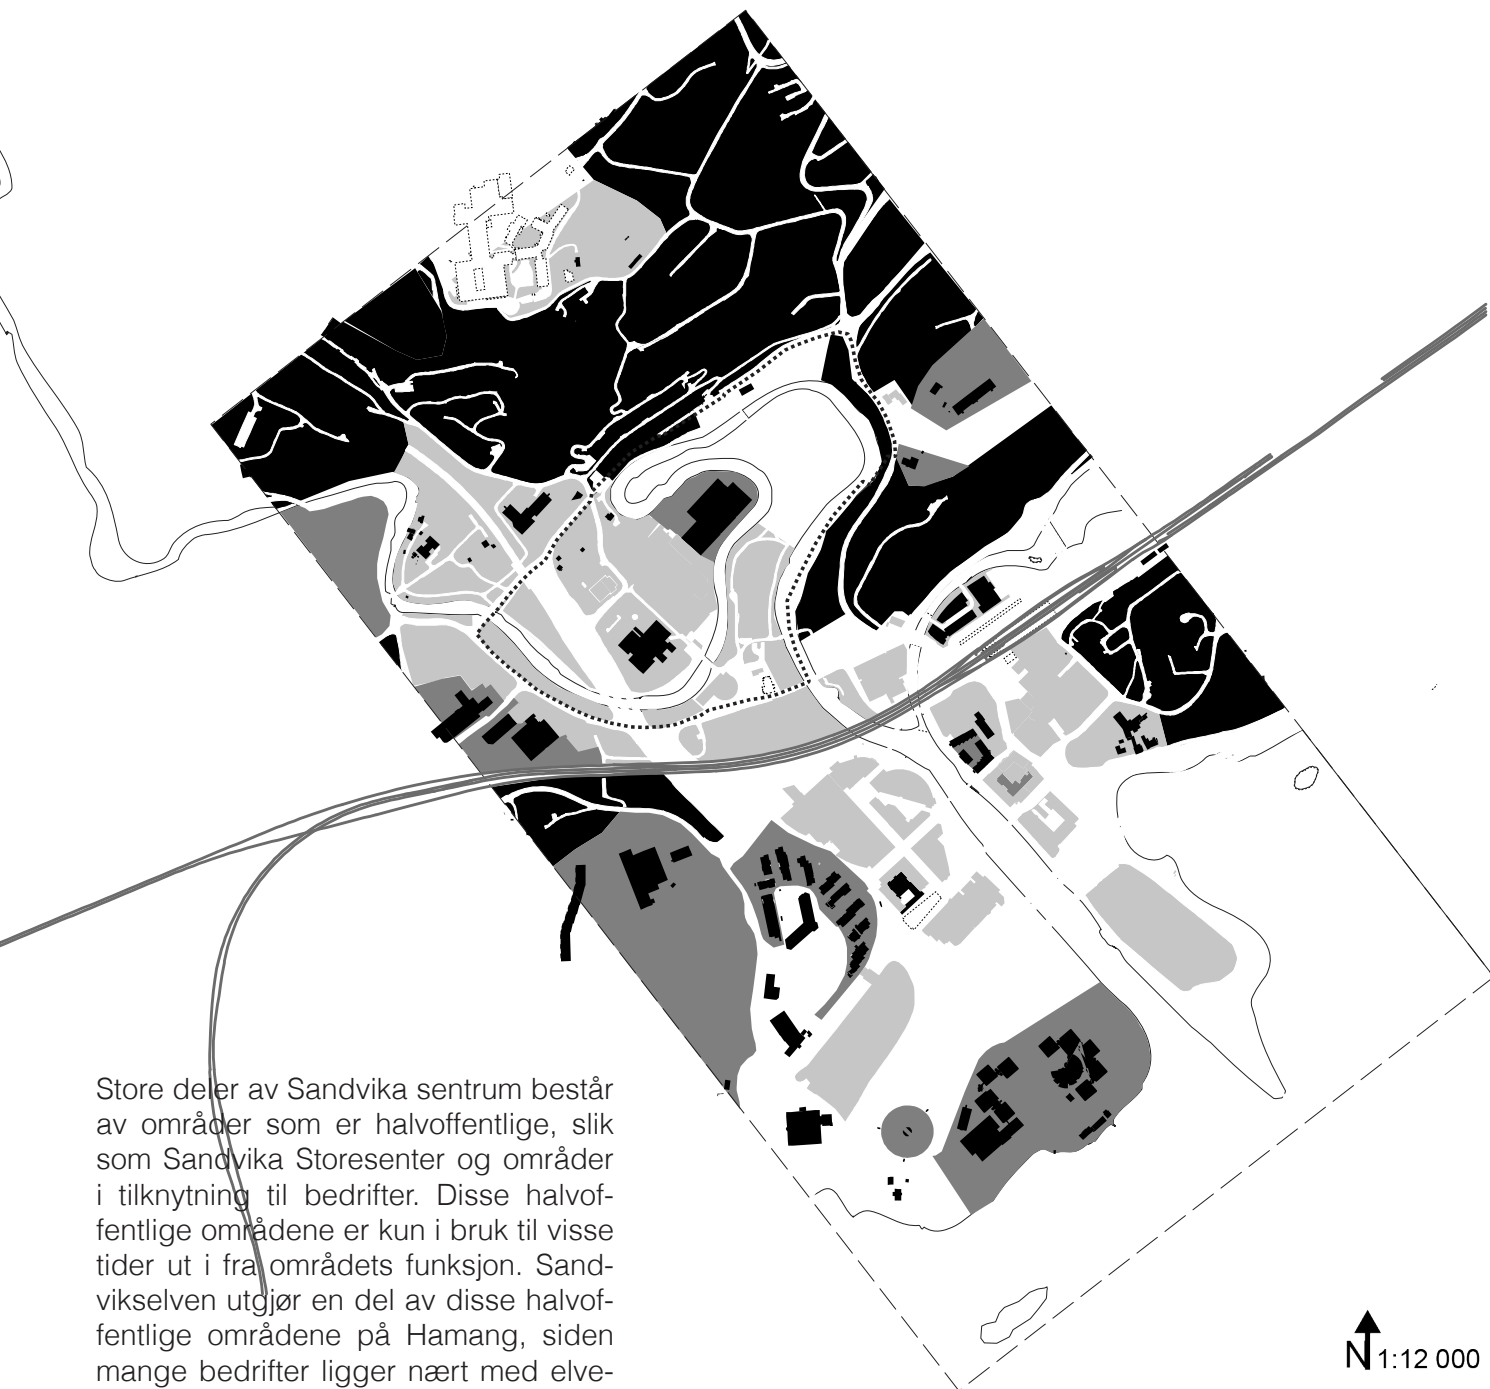 Store deler av Sandvika sentrum består
av områder som er halvoffentlige, slik
som Sandvika Storesenter og områder
i tilknytning til bedrifter. Disse halvof-
fentlige områdene er kun i bruk til visse
tider ut i fra områdets funksjon. Sand-
vikselven utgjør en del av disse halvof-
fentlige områdene på Hamang, siden
mange bedrifter ligger nært med elve-
N 1:12 000